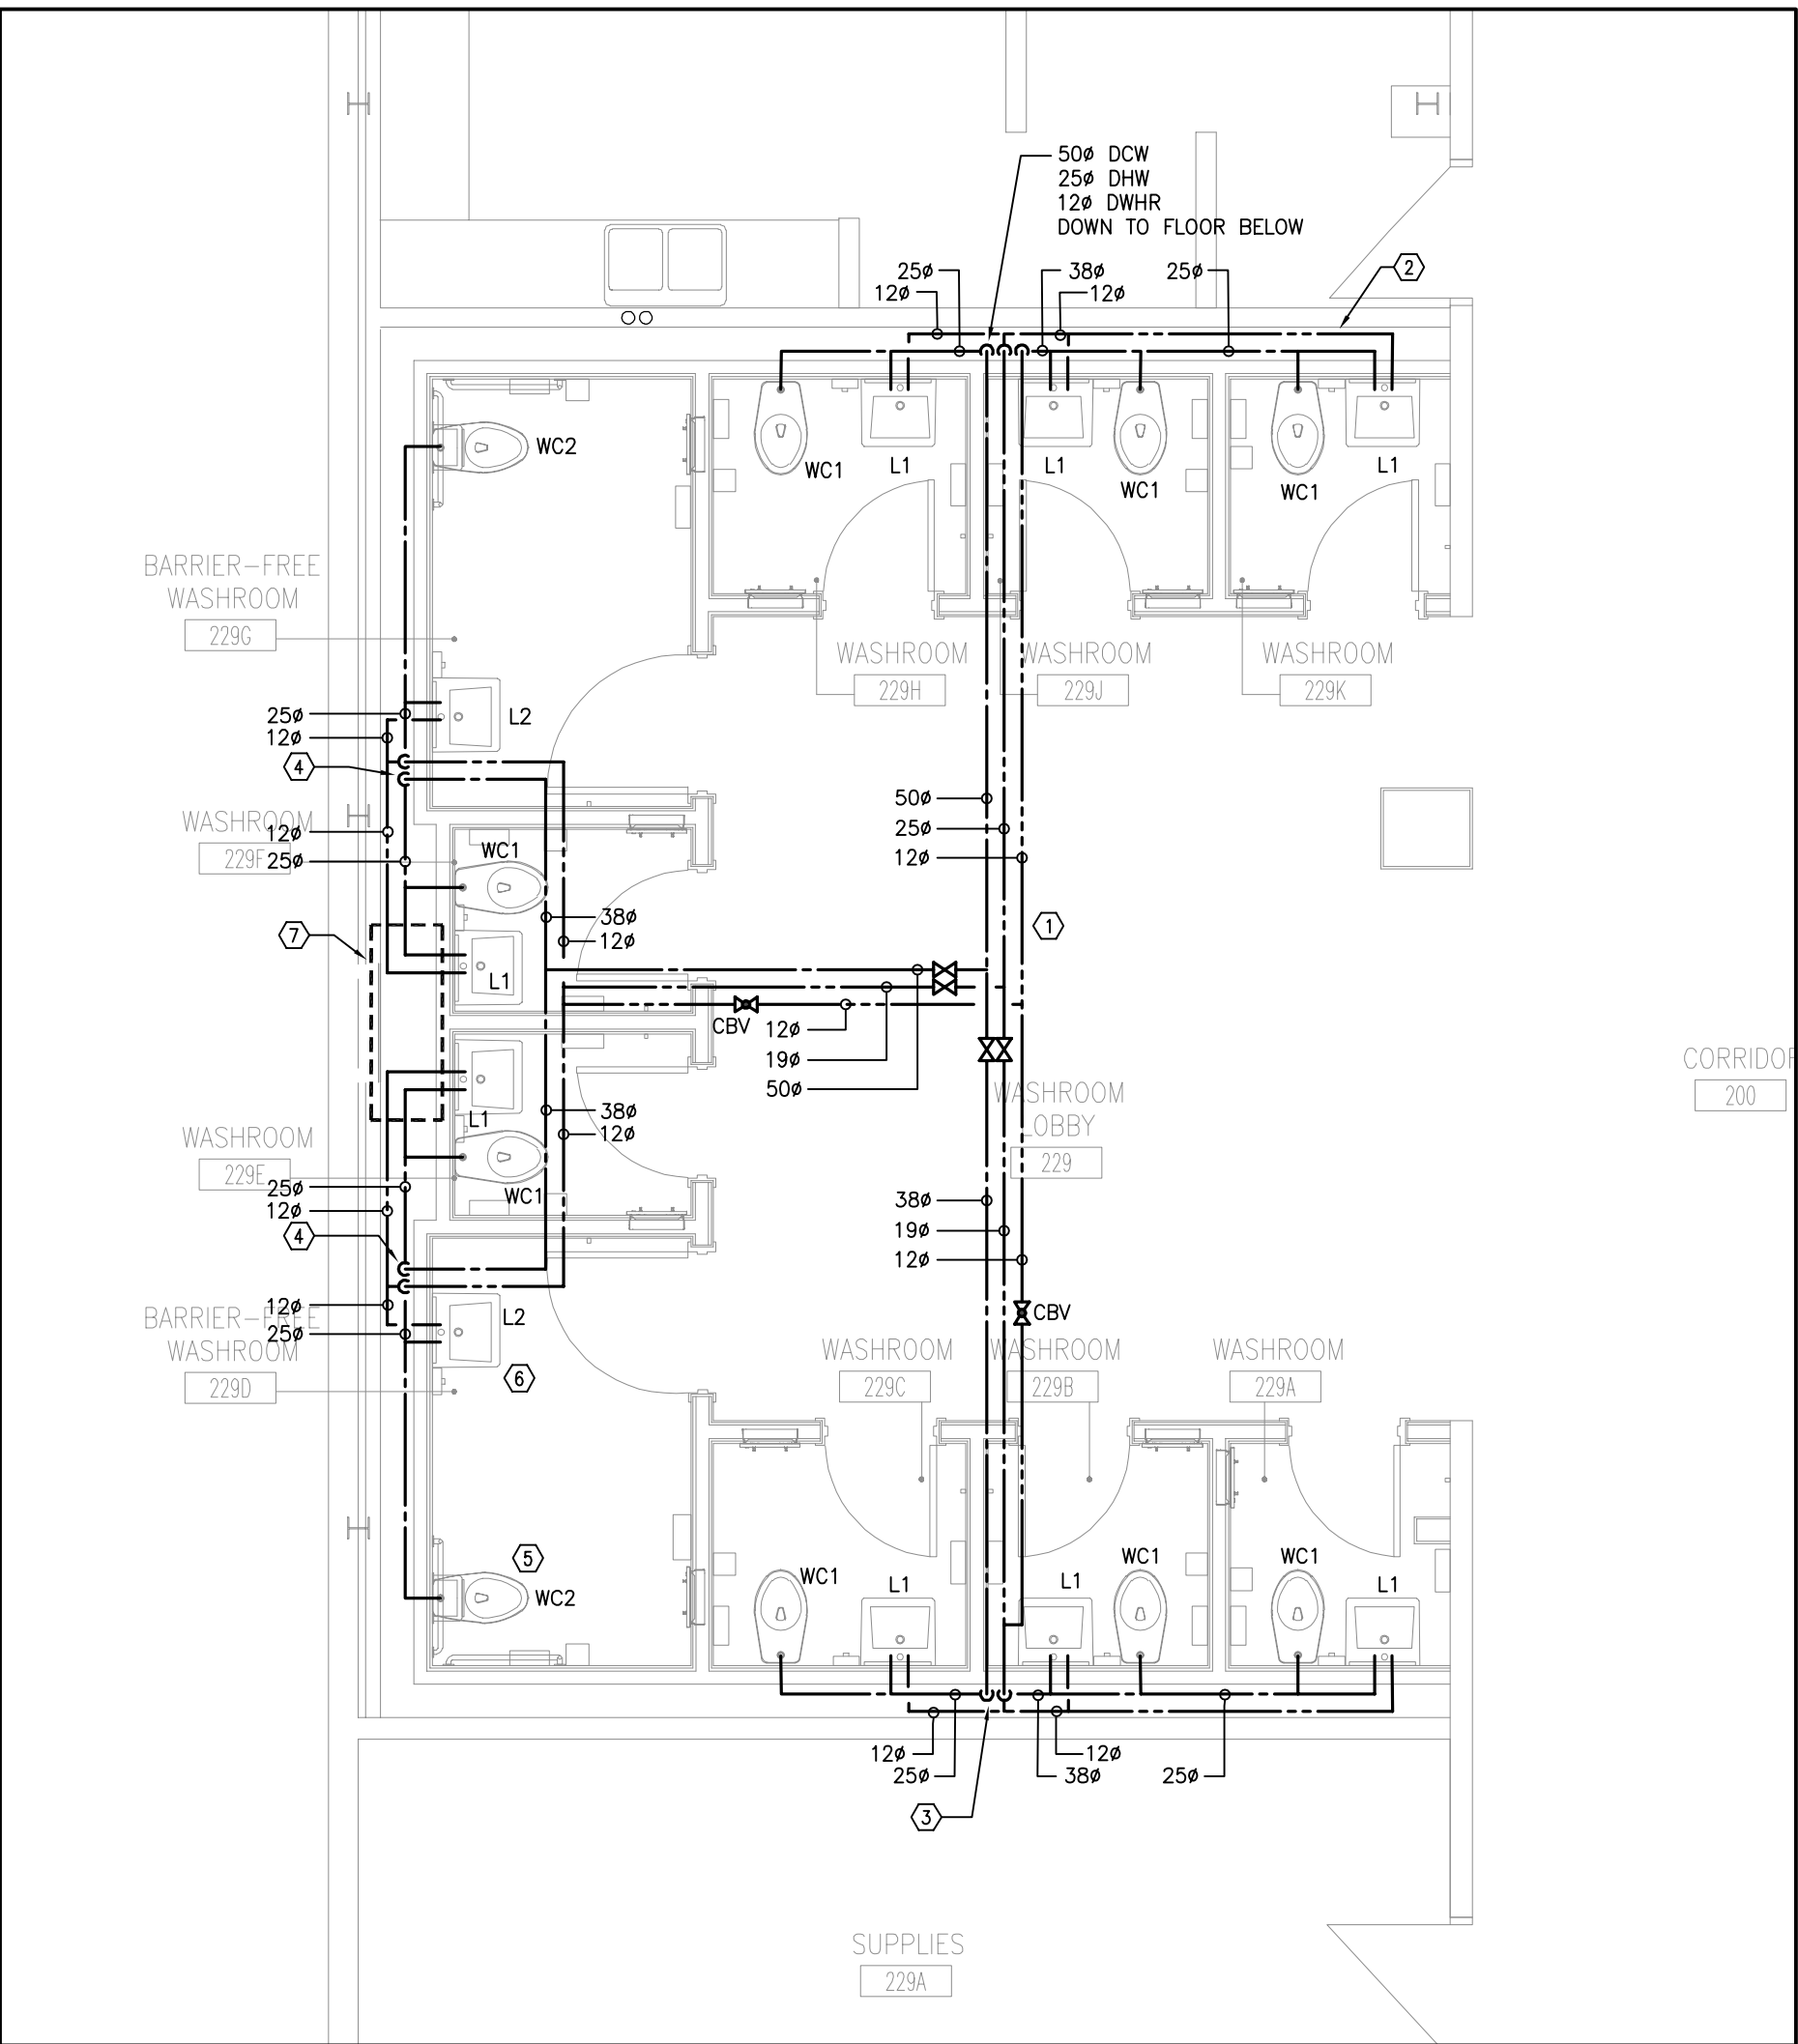 50ø DCW
25ø DHW
12ø DWHR
DOWN TO FLOOR BELOW
25ø
12ø
38ø
12ø
25ø
2
WC2
WC1
L1
L1
WC1
WC1
L1
BARRIER-FREE
WASHROOM
229G
WASHROOM
229H
WASHROOM
229J
WASHROOM
229K
25ø
12ø
L2
4
WASHROOM
229F
12ø
25ø
WC1
50ø
25ø
12ø
38ø
12ø
1
7
L1
CBV
12ø
19ø
50ø
L1
38ø
12ø
WASHROOM
LOBBY
229
CORRIDOR
200
WASHROOM
229E
25ø
12ø
WC1
38ø
19ø
12ø
4
BARRIER-FREE
WASHROOM
229D
12ø
25ø
L2
6
CBV
WASHROOM
229C
WASHROOM
229B
WASHROOM
229A
5
WC2
WC1
L1
L1
WC1
WC1
L1
12ø
25ø
12ø
38ø
25ø
3
SUPPLIES
229A